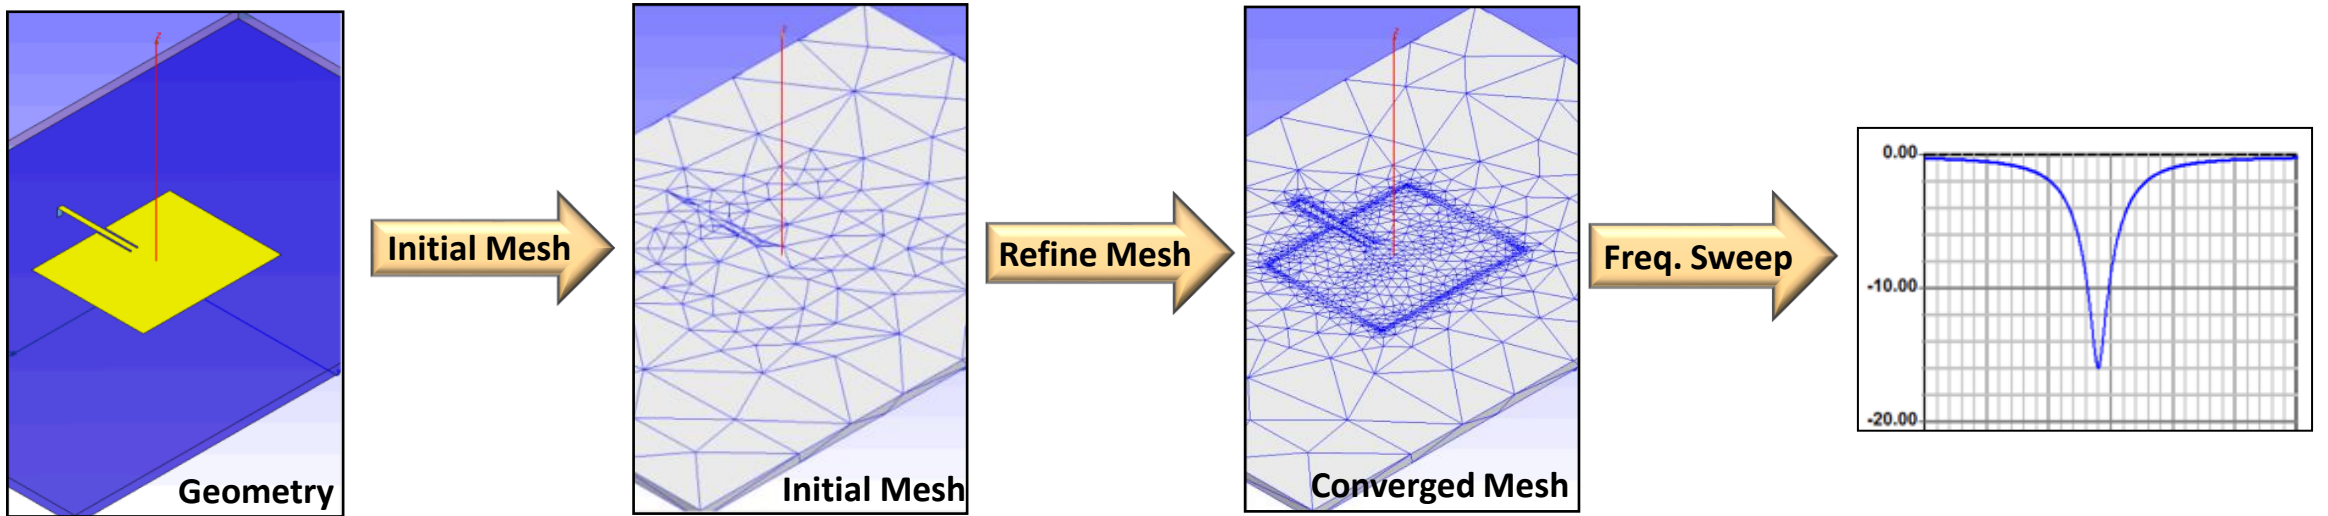 Z
Geometry
Initial Mesh
Z
Initial Mesh
Refine Mesh
Z
Converged Mesh
Freq. Sweep
0.00
-10.00
-20.00